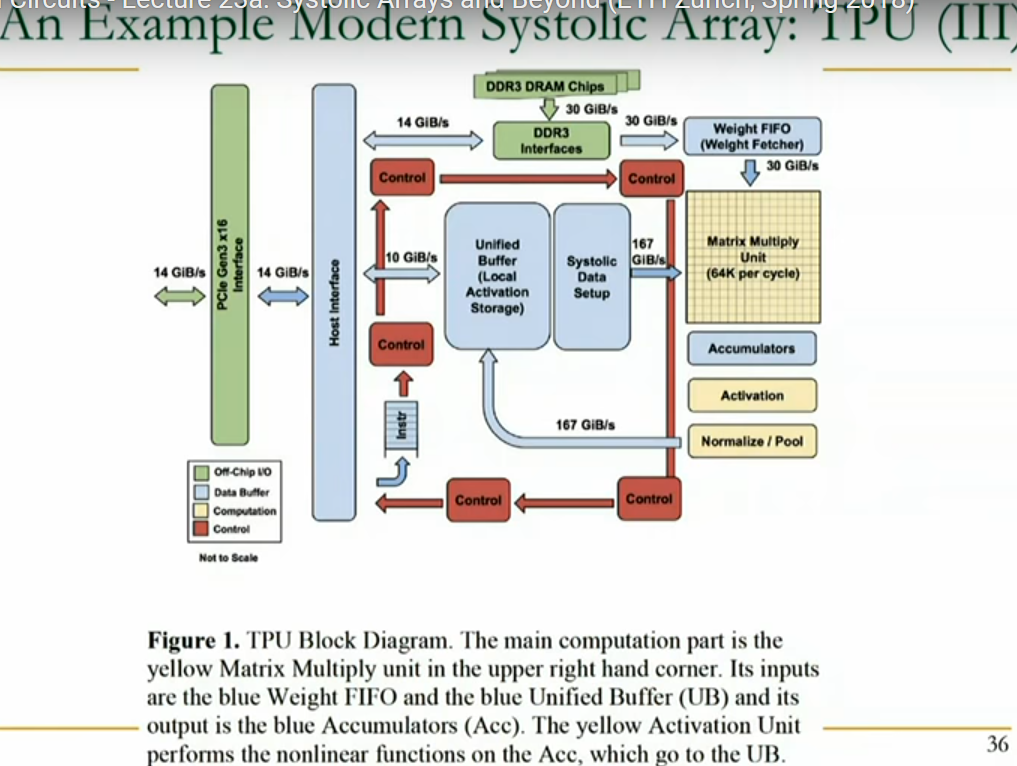 Circuits - Lecture 23a: Systolic Arrays and Beyond (ETH Zürich, Spring 2018)
An Example Modern Systolic Array: TPU (III)
DDR3 DRAM Chips
30 GiB/s
14 GiB/s
DDR3
Interfaces
30 GiB/s
Weight FIFO
(Weight Fetcher)
30 GiB/s
Control
Control
14 GiB/s
PCIe Gen3 x16
Interface
14 GiB/s
Host Interface
10 GiB/s
Unified
Buffer
(Local
Activation
Storage)
Systolic
Data
Setup
167
GiB/s
Matrix Multiply
Unit
(64K per cycle)
Control
Accumulators
Activation
Instr
167 GiB/s
Normalize / Pool
Control
Control
Off-Chip I/O
Data Buffer
Computation
Control
Not to Scale
Figure 1. TPU Block Diagram. The main computation part is the
yellow Matrix Multiply unit in the upper right hand corner. Its inputs
are the blue Weight FIFO and the blue Unified Buffer (UB) and its
output is the blue Accumulators (Acc). The yellow Activation Unit
performs the nonlinear functions on the Acc, which go to the UB.
36